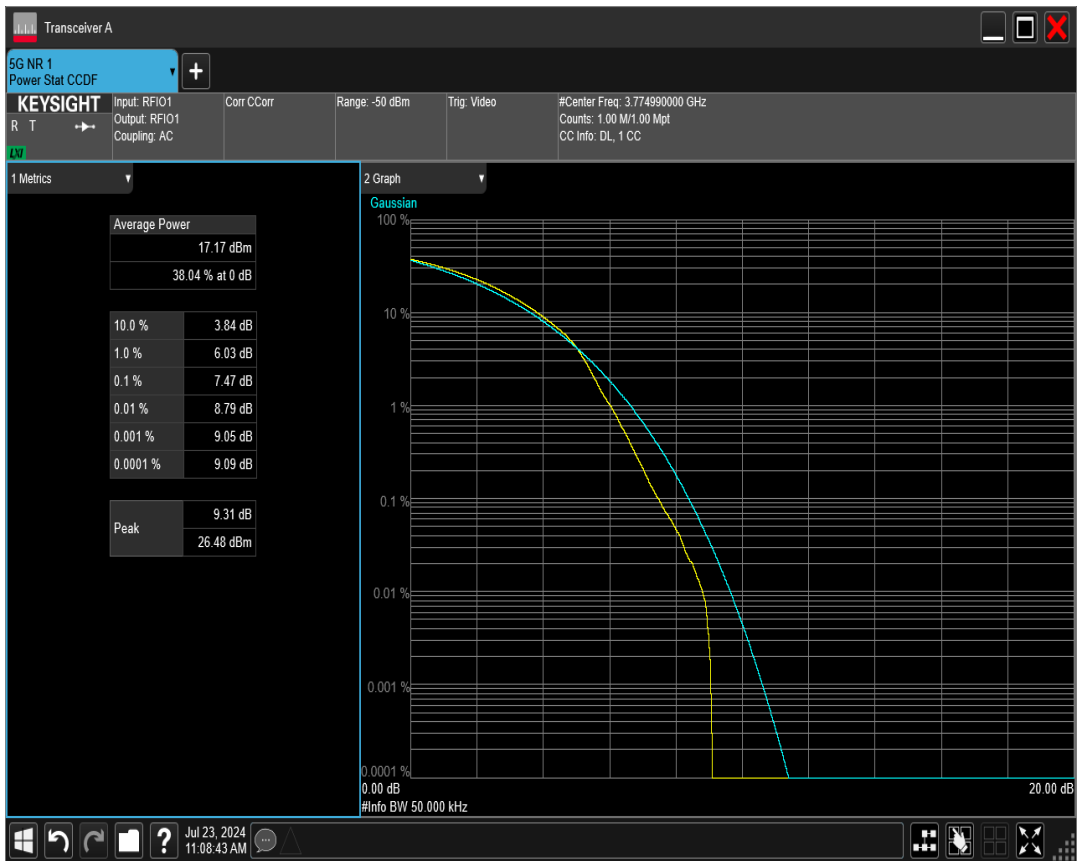 Transceiver A
5G NR 1
Power Stat CCDF
+
KEYSIGHT
R T
LXI
Input: RFIO1
Output: RFIO1
Coupling: AC
Corr CCorr
Range: -50 dBm
Trig: Video
#Center Freq: 3.774990000 GHz
Counts: 1.00 M/1.00 Mpt
CC Info: DL, 1 CC
1 Metrics
Average Power
17.17 dBm
38.04 % at 0 dB
10.0 % 3.84 dB
1.0 % 6.03 dB
0.1 % 7.47 dB
0.01 % 8.79 dB
0.001 % 9.05 dB
0.0001 % 9.09 dB
Peak
9.31 dB
26.48 dBm
2 Graph
Gaussian
100 %
10 %
1 %
0.1 %
0.01 %
0.001 %
0.0001 %
0.00 dB 20.00 dB
#Info BW 50.000 kHz
?
Jul 23, 2024
11:08:43 AM